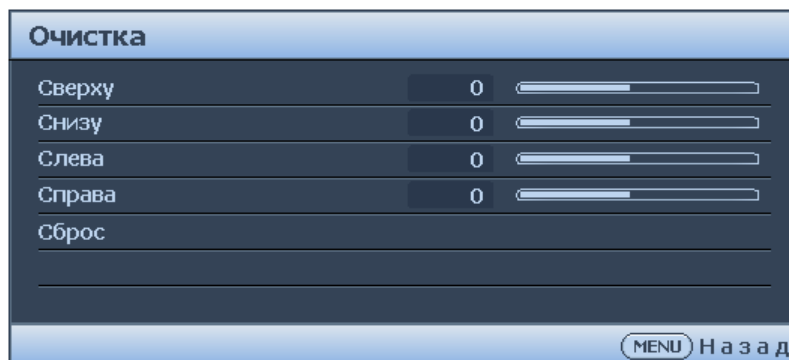 Очистка
Сверху 0
Снизу 0
Слева 0
Справа 0
Сброс
MENU Назад